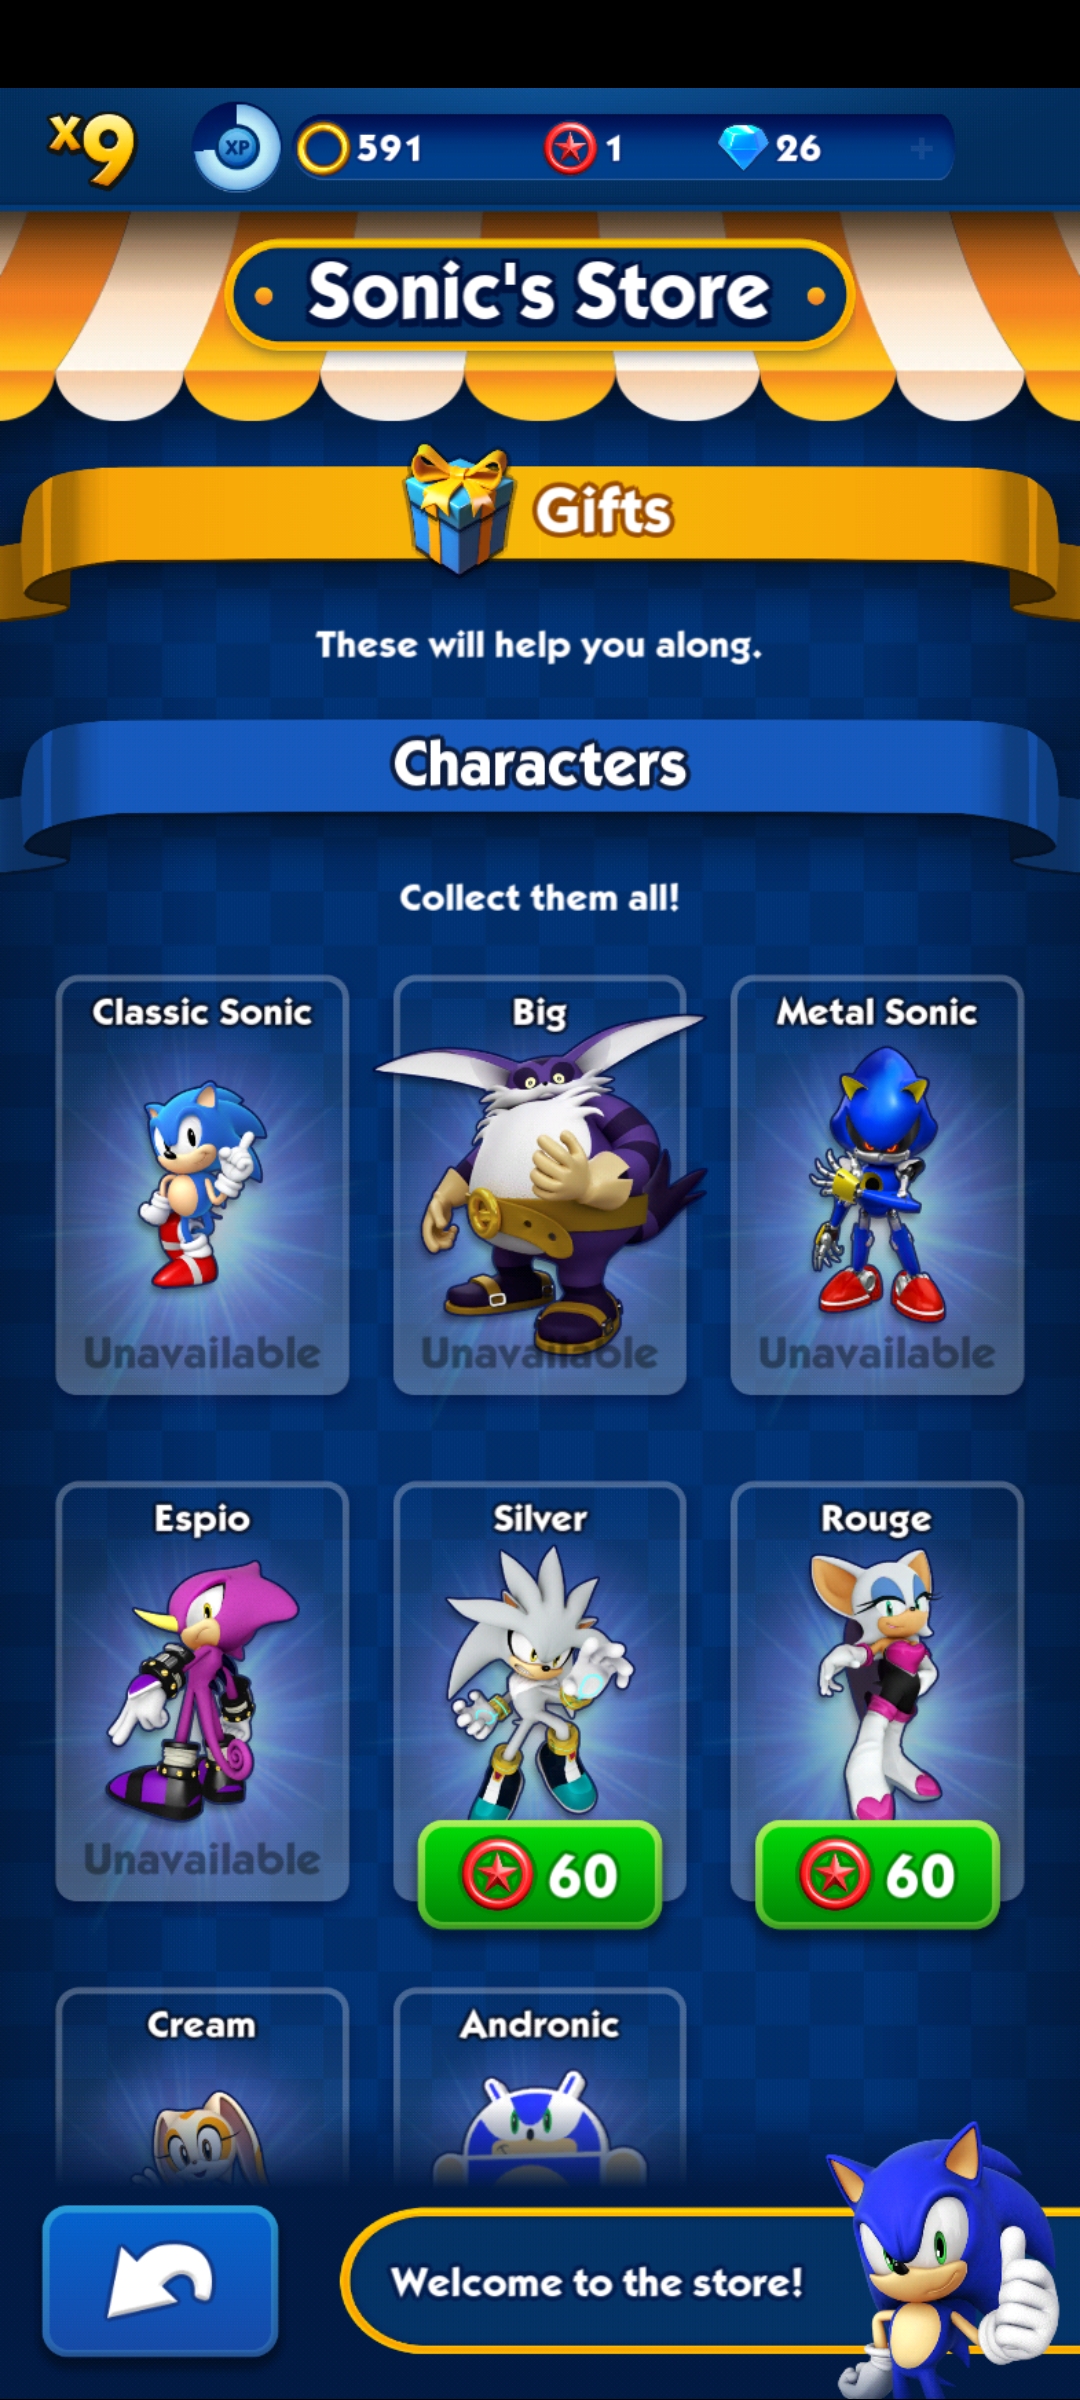 x9
XP
591
1
26
Sonic's Store
Gifts
These will help you along.
Characters
Collect them all!
Classic Sonic
Big
Metal Sonic
Unavailable
Unavailable
Unavailable
Espio
Silver
Rouge
Unavailable
60
60
Cream
Andronic
Welcome to the store!